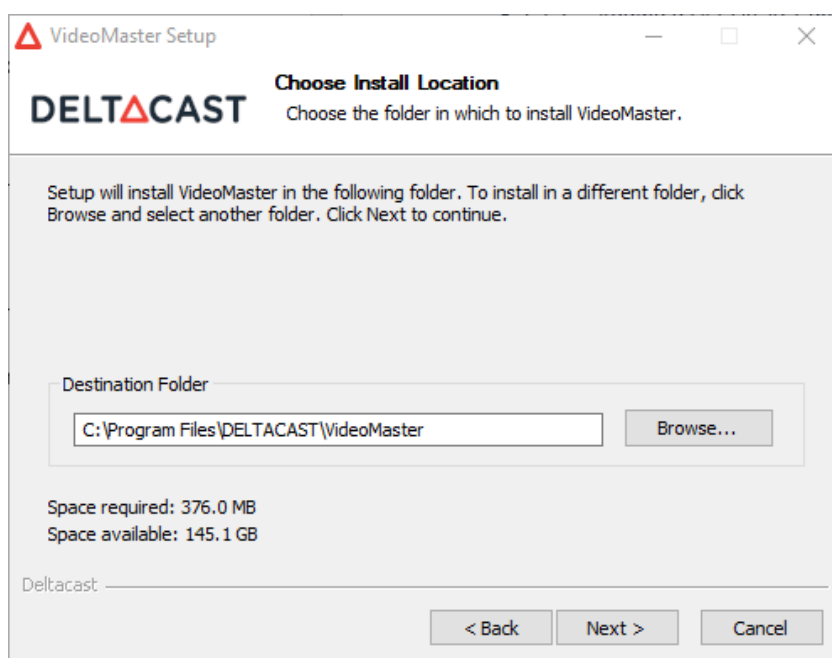 VideoMaster Setup
DELTACAST
Choose Install Location
Choose the folder in which to install VideoMaster.
Setup will install VideoMaster in the following folder. To install in a different folder, click
Browse and select another folder. Click Next to continue.
Destination Folder
C:\Program Files\DELTACAST\VideoMaster
Browse...
Space required: 376.0 MB
Space available: 145.1 GB
Deltacast
< Back
Next >
Cancel